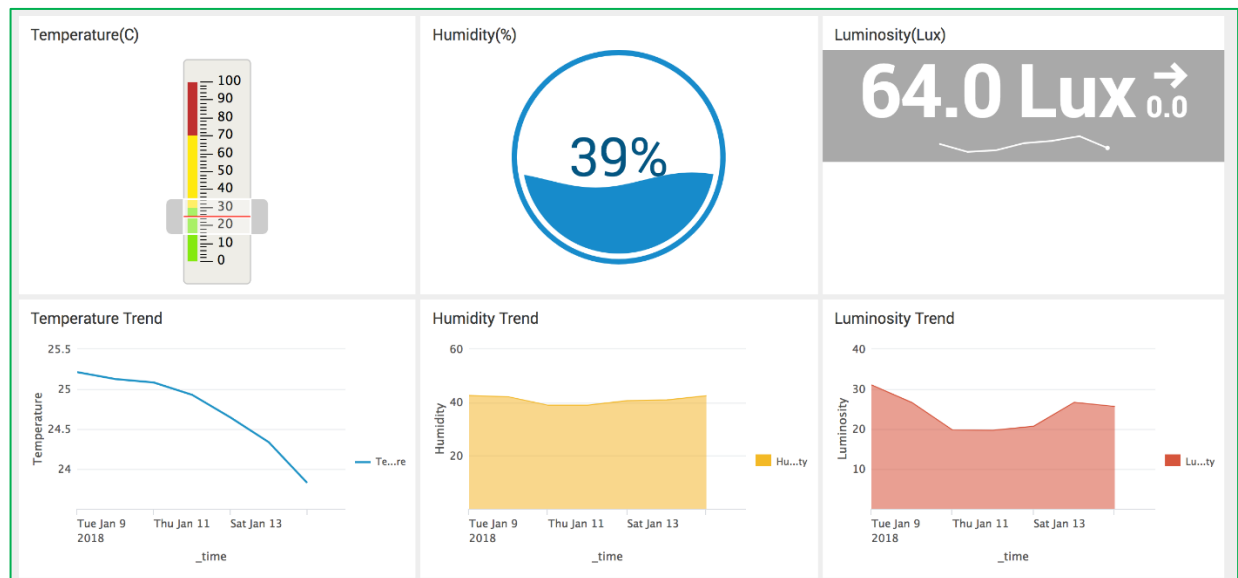 Temperature(C)
100
90
80
70
60
50
40
30
20
10
0
Humidity(%)
39%
Luminosity(Lux)
64.0 Lux
0.0
Temperature Trend
25.5
25
24.5
24
Temperature
Tue Jan 9
2018
Thu Jan 11
Sat Jan 13
_time
Te...re
Humidity Trend
60
40
20
Humidity
Tue Jan 9
2018
Thu Jan 11
Sat Jan 13
_time
Hu...ty
Luminosity Trend
40
30
20
10
Luminosity
Tue Jan 9
2018
Thu Jan 11
Sat Jan 13
_time
Lu...ty